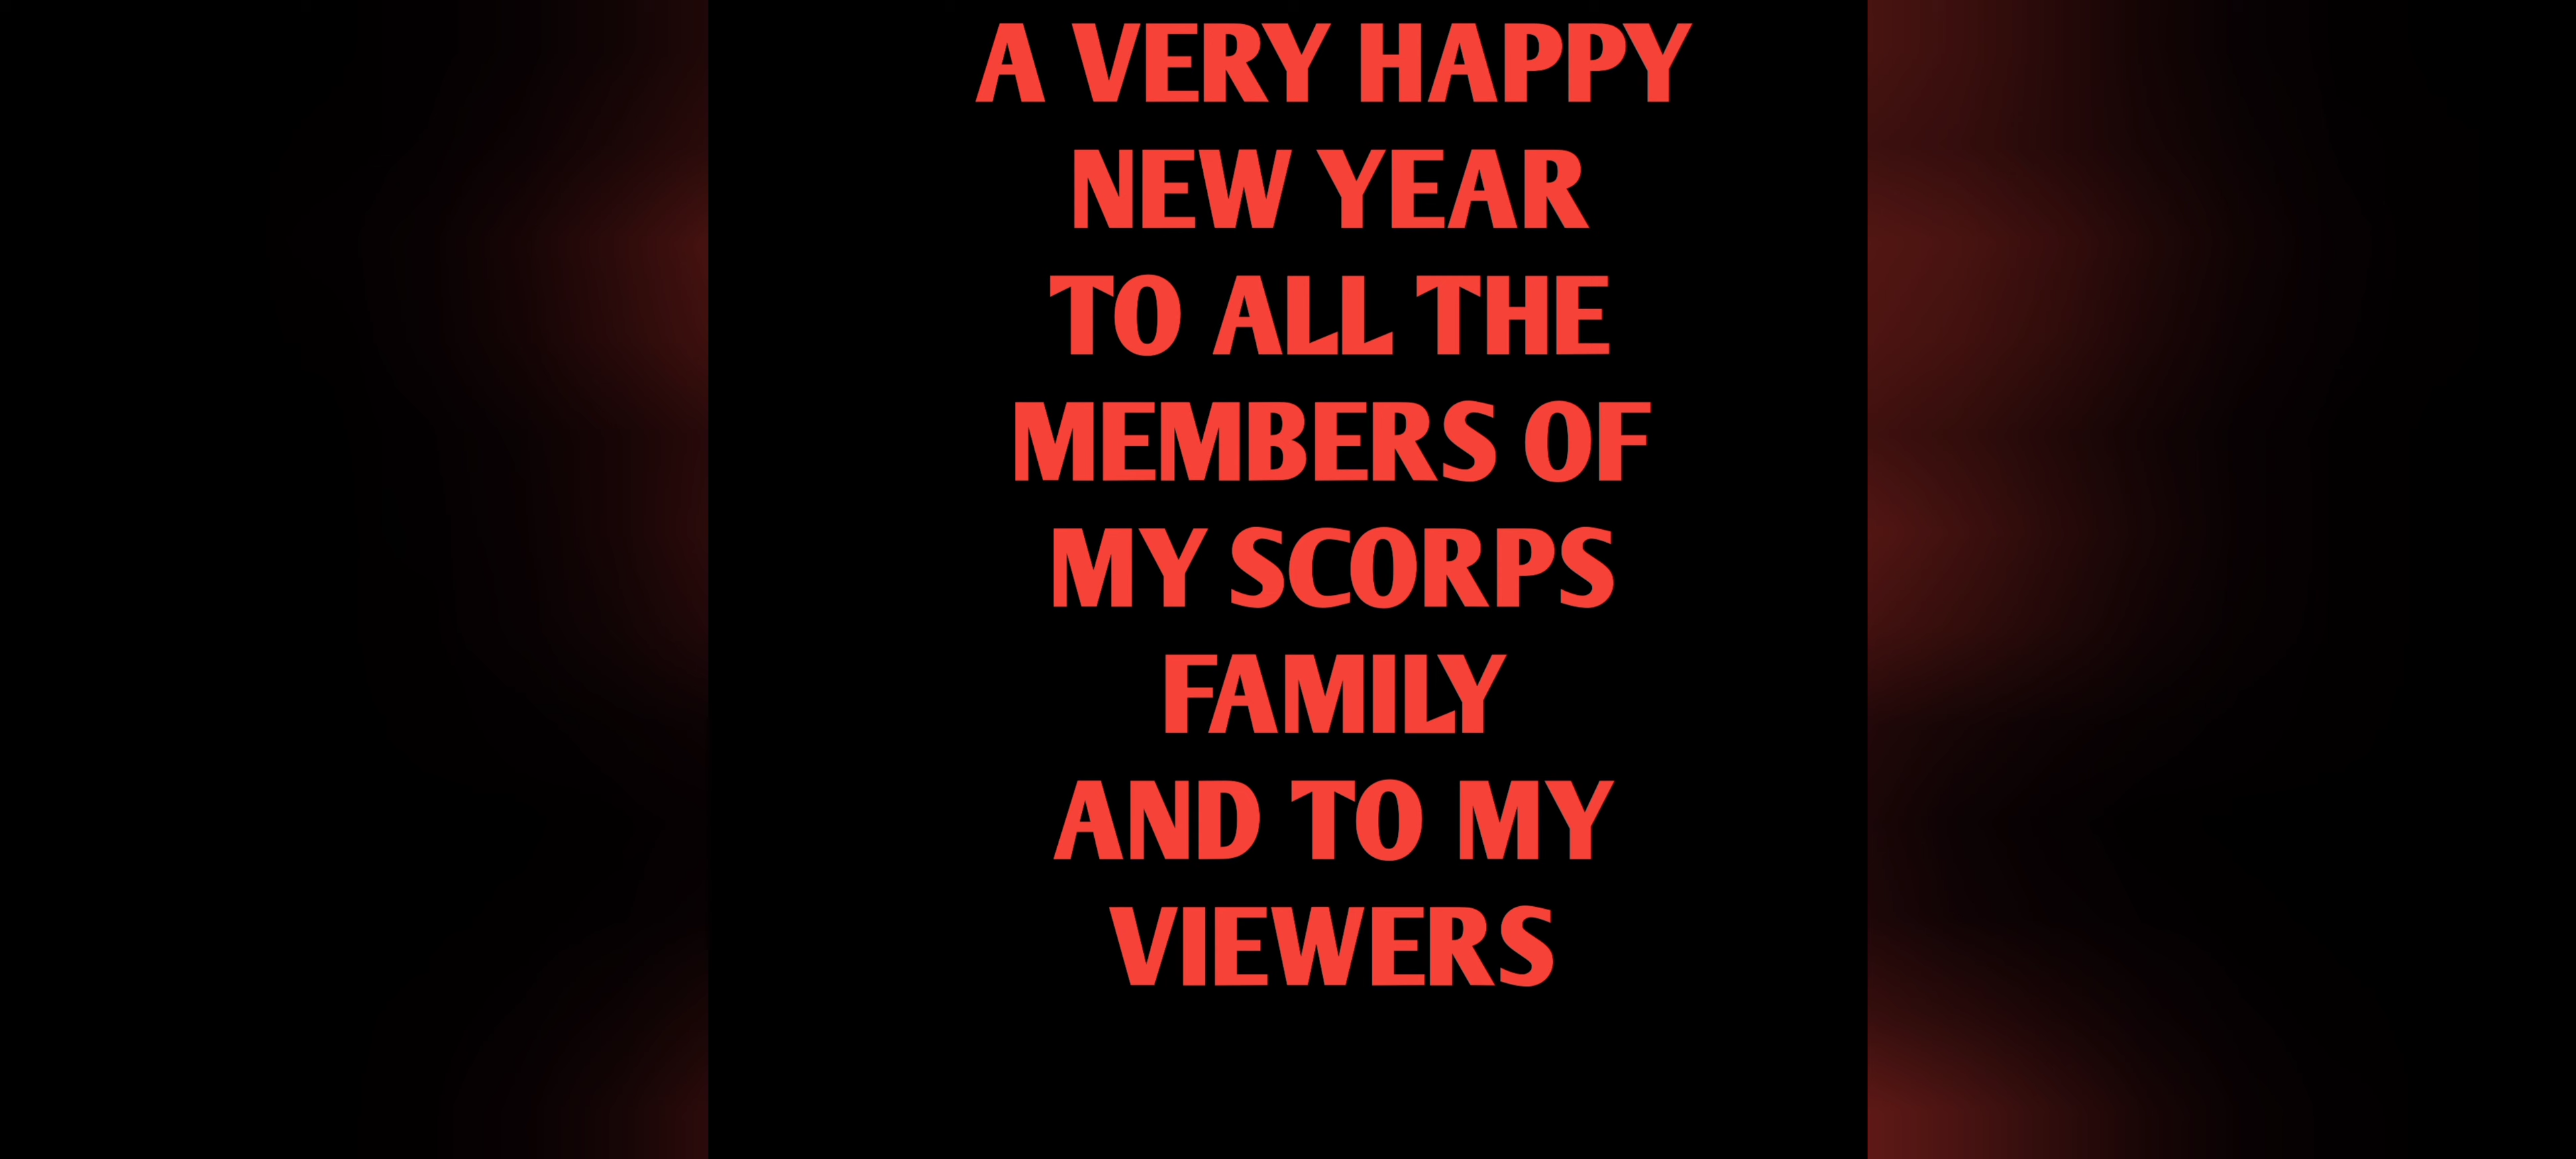 A VERY HAPPY
NEW YEAR
TO ALL THE
MEMBERS OF
MY SCORPS
FAMILY
AND TO MY
VIEWERS